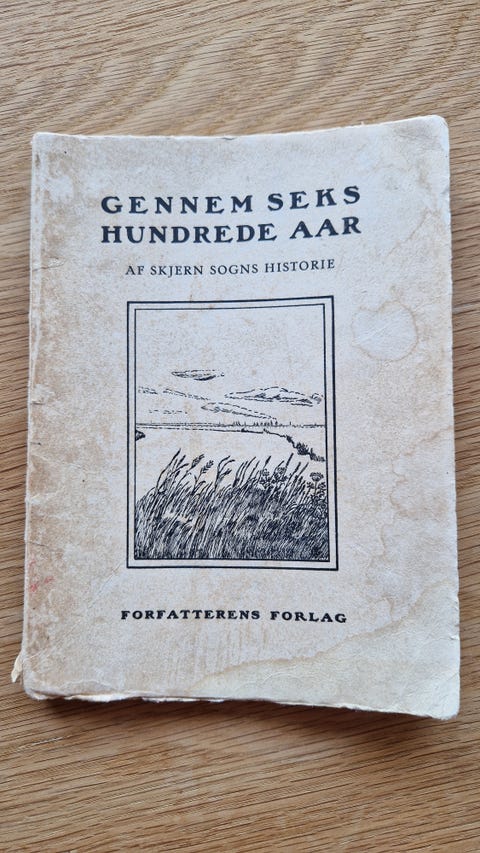 GENNEM SEKS
HUNDREDE AAR
AF SKJERN SOGNS HISTORIE
FORFATTERENS FORLAG